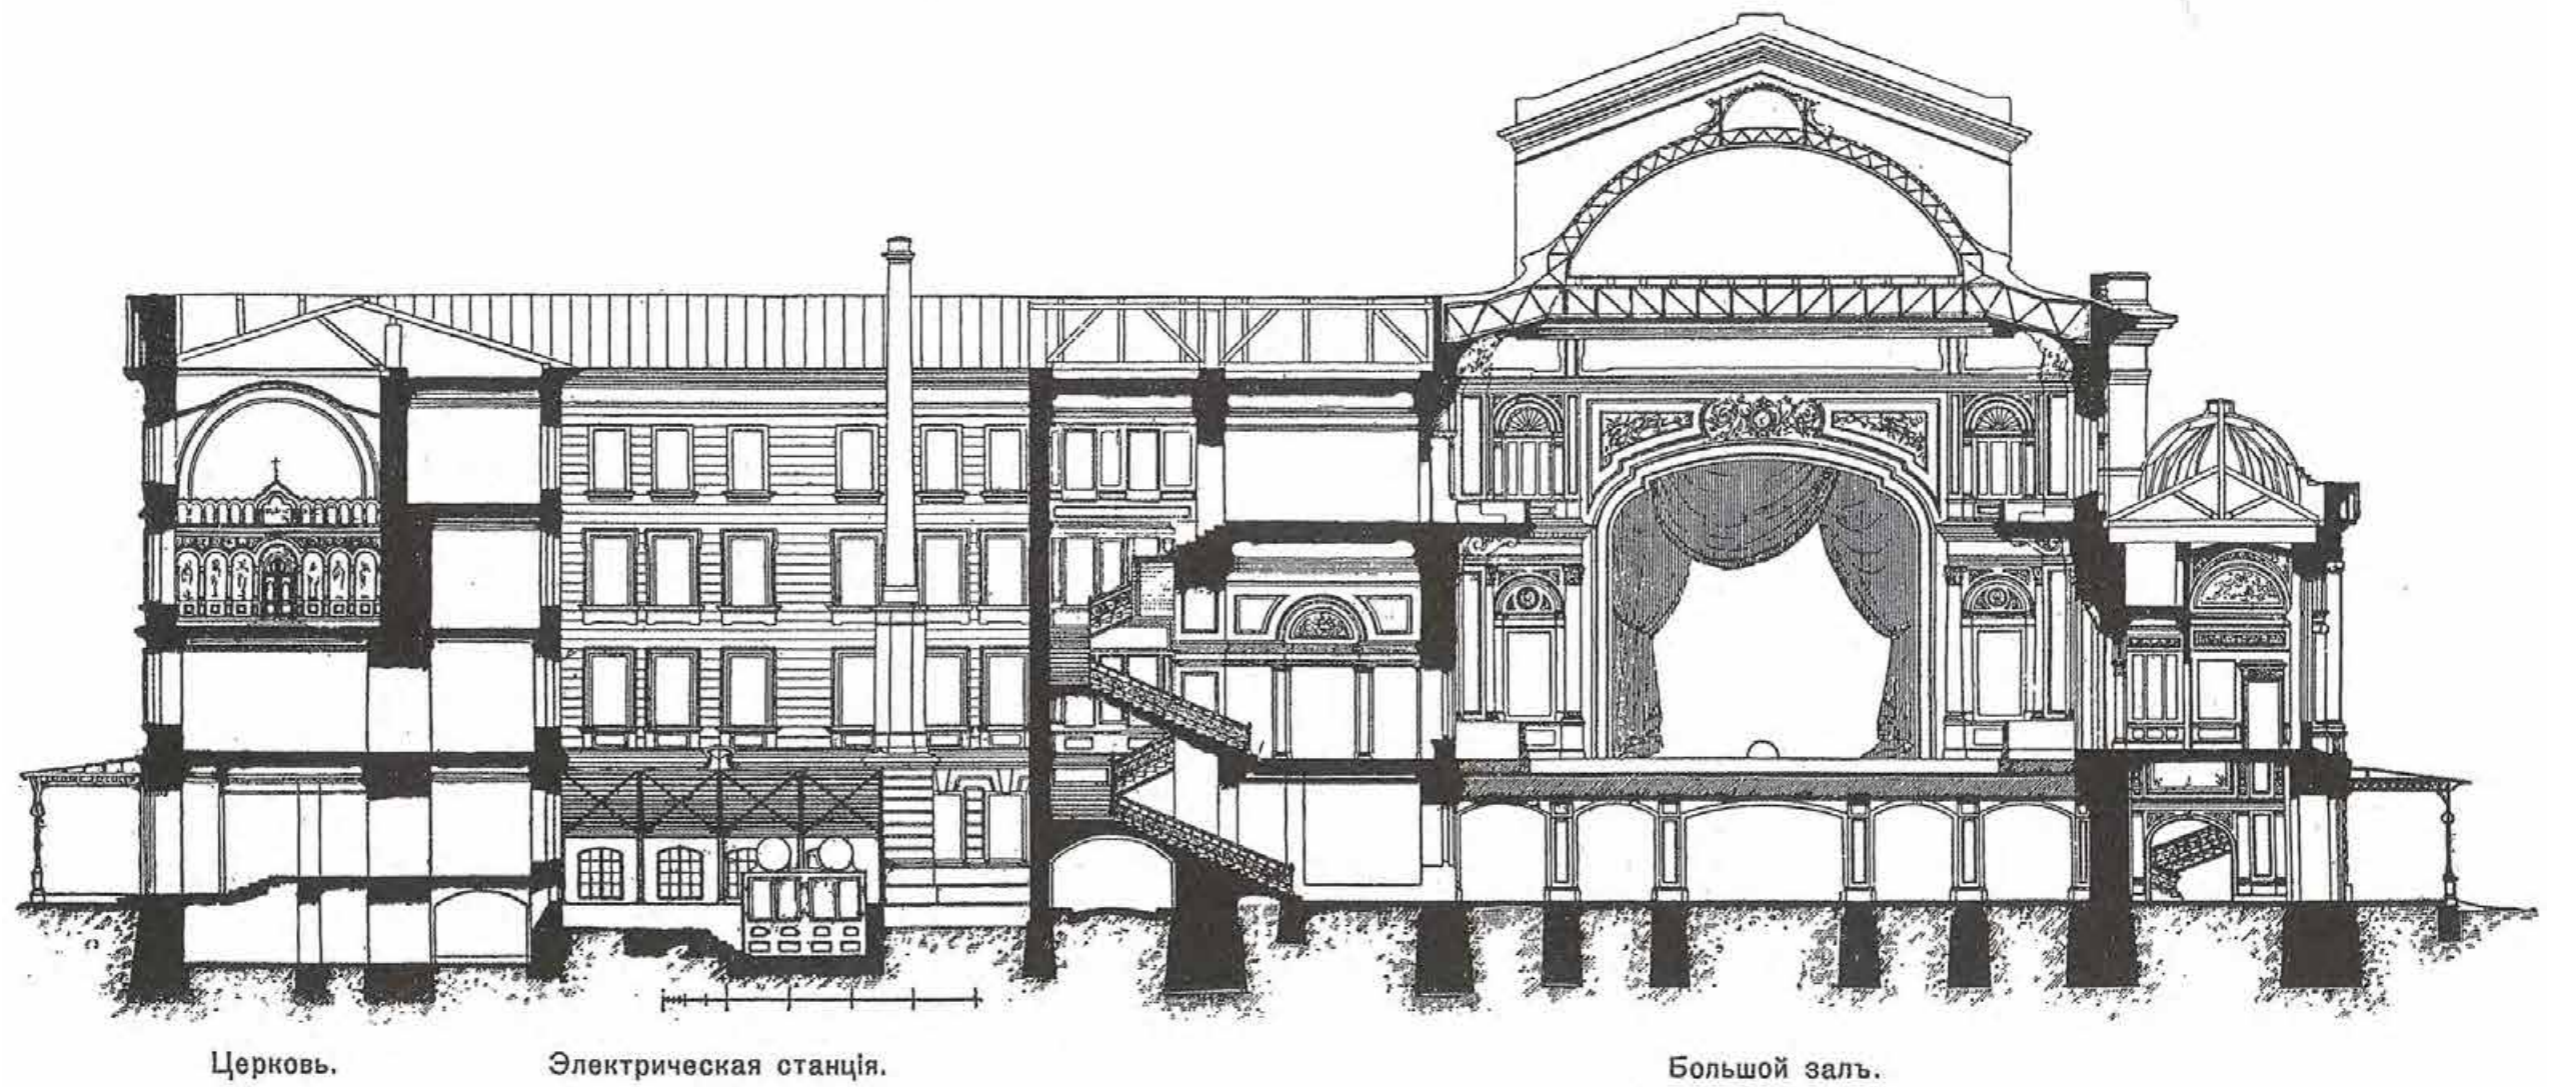 Церковь.
Электрическая станція.
Большой залъ.